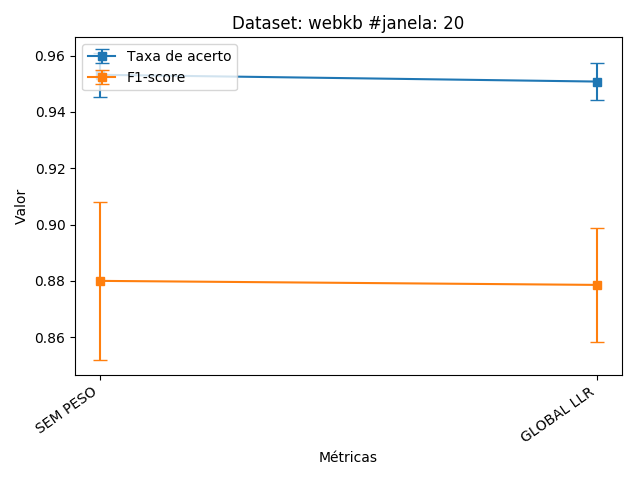 Dataset: webkb #janela: 20
Taxa de acerto
F1-score
0.96
0.94
0.92
0.90
0.88
0.86
Valor
SEM PESO
GLOBAL LLR
Métricas